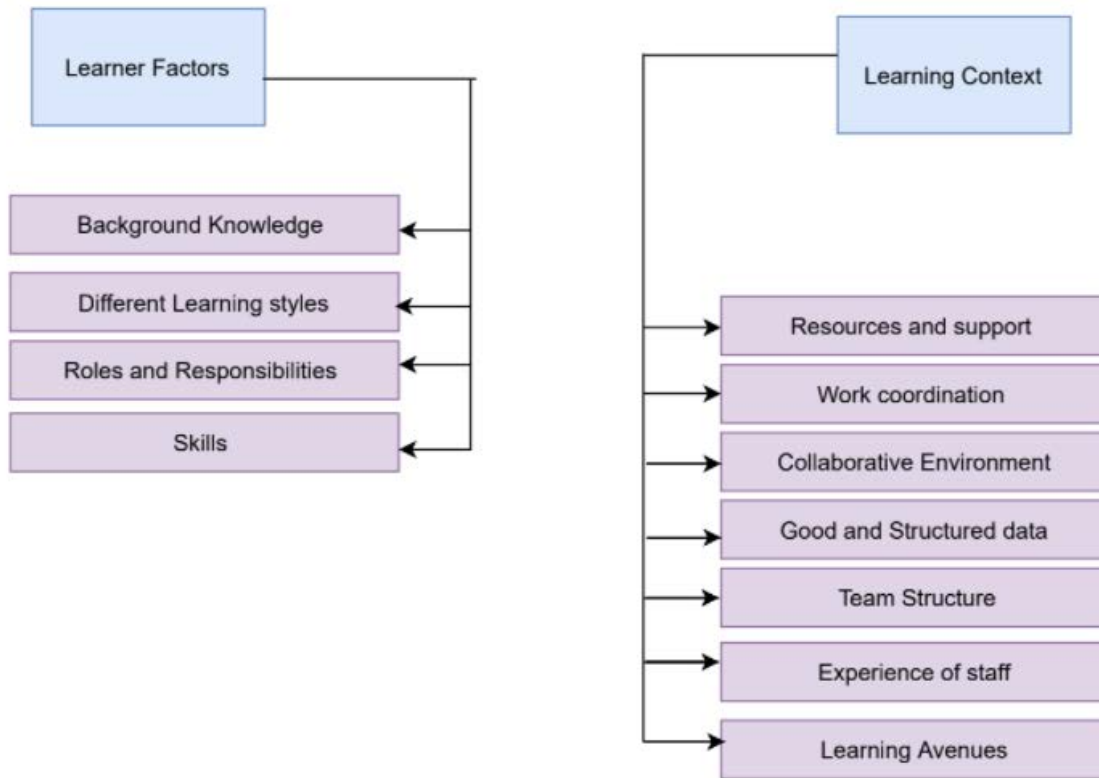 Learner Factors
Background Knowledge
Different Learning styles
Roles and Responsibilities
Skills
Learning Context
Resources and support
Work coordination
Collaborative Environment
Good and Structured data
Team Structure
Experience of staff
Learning Avenues